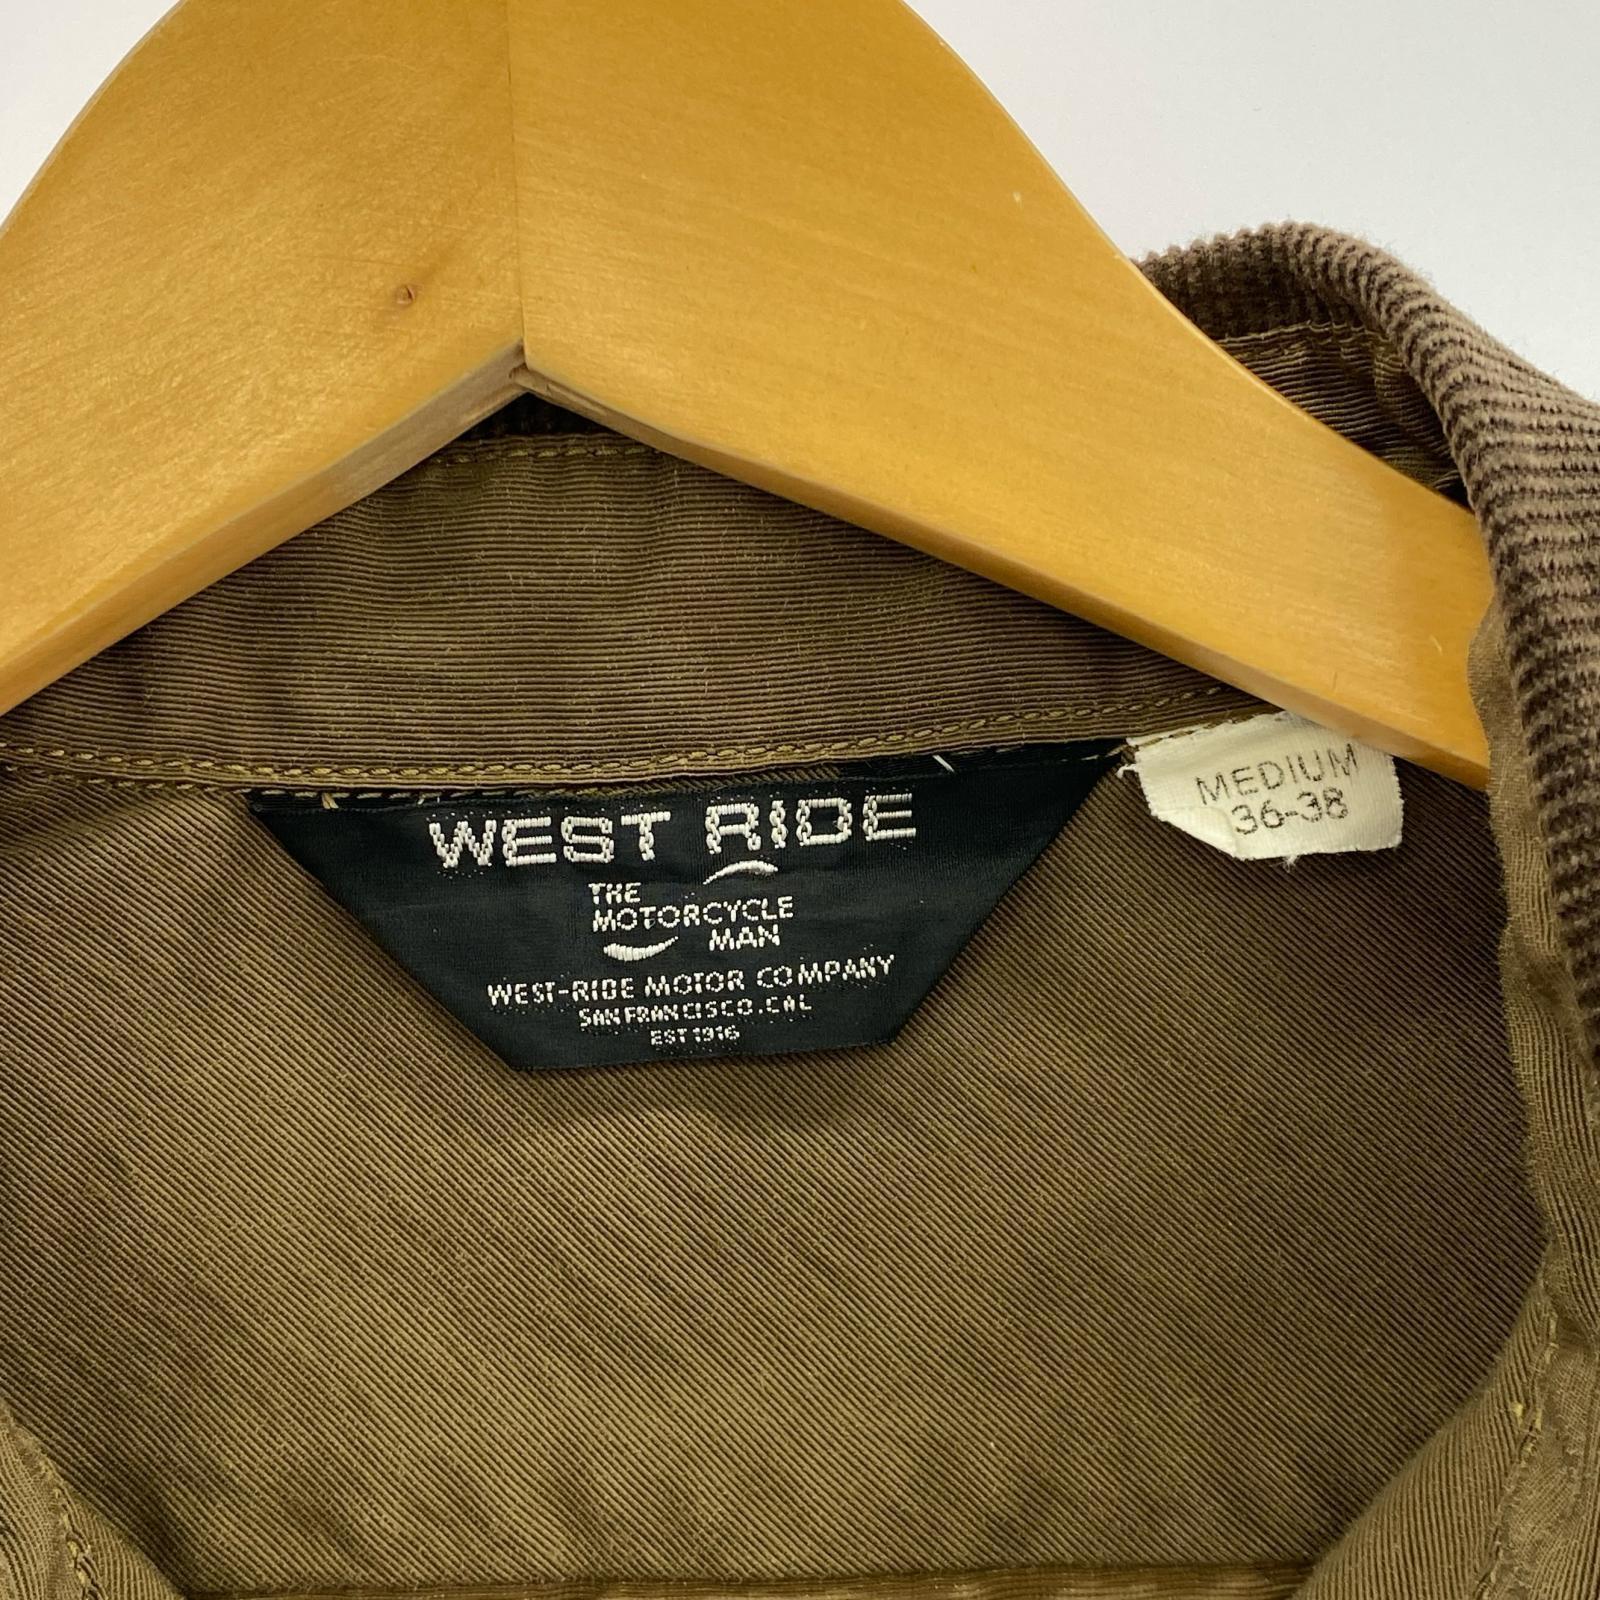 WEST RIDE
THE
MOTORCYCLE
MAN
WEST-RIDE MOTOR COMPANY
SAN FRANCISCO.CAL
EST 1916
MEDIUM
36-38